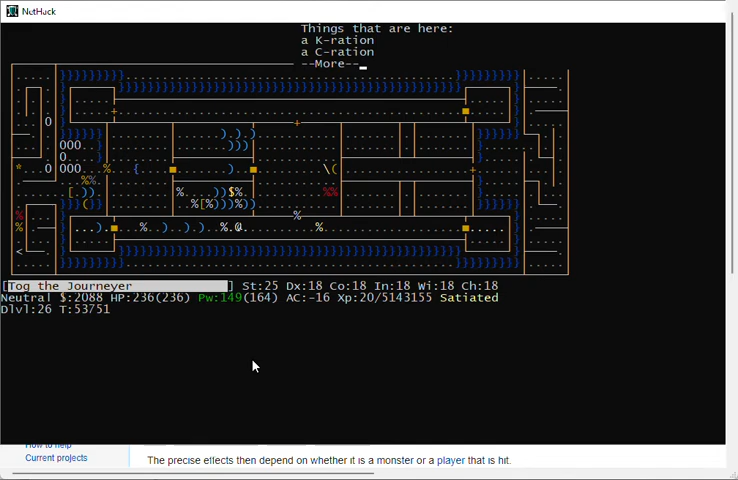 NetHack
Things that are here:
a K-ration
a C-ration
--More--
[Tog the Journeyer ] St:25 Dx:18 Co:18 In:18 Wi:18 Ch:18
Neutral $:2088 HP:236(236) Pw:149(164) AC:-16 Xp:20/5143155 Satiated
Dlvl:26 T:53751
How to help
Current projects
The precise effects then depend on whether it is a monster or a player that is hit.